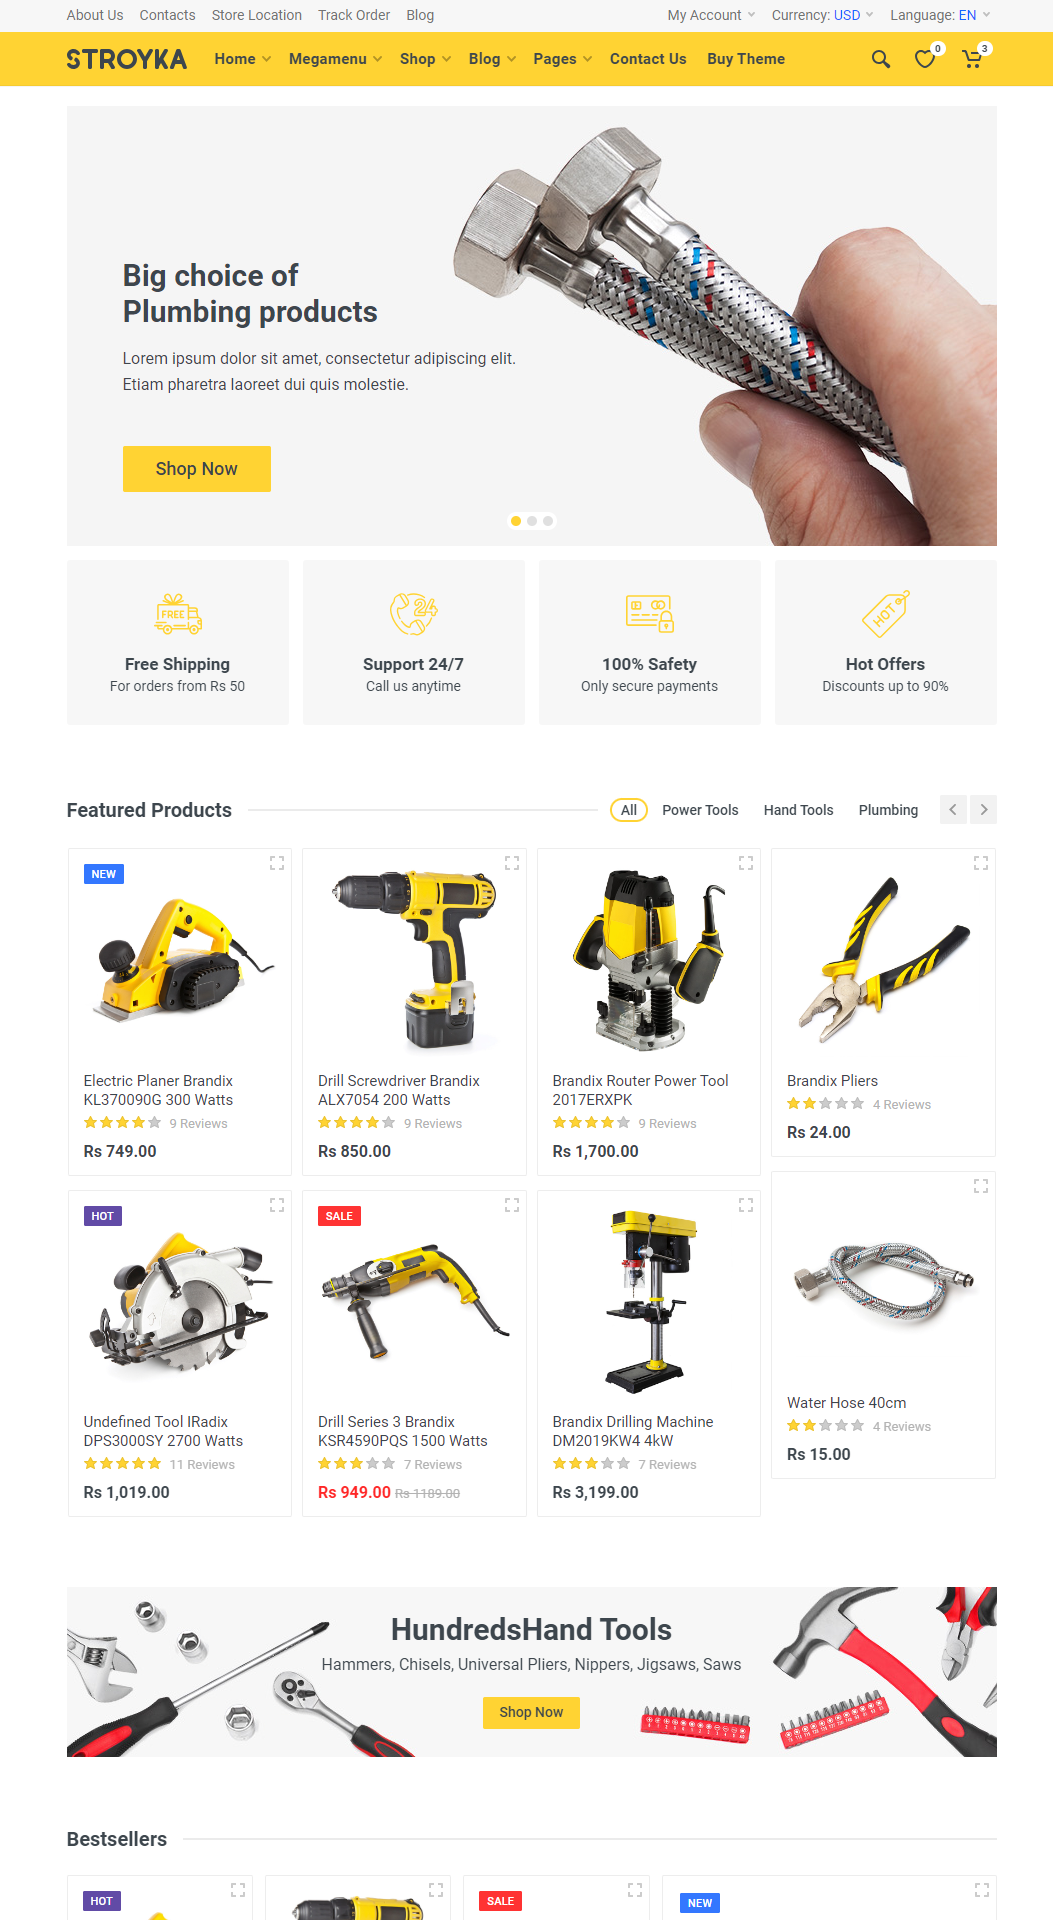 About Us Contacts Store Location Track Order Blog
My Account Currency: USD Language: EN
STROYKA Home Megamenu Shop Blog Pages Contact Us Buy Theme 0 3
Big choice of
Plumbing products
Lorem ipsum dolor sit amet, consectetur adipiscing elit.
Etiam pharetra laoreet dui quis molestie.
Shop Now
FREE
Free Shipping
For orders from Rs 50
24
Support 24/7
Call us anytime
100% Safety
Only secure payments
HOT
Hot Offers
Discounts up to 90%
Featured Products All Power Tools Hand Tools Plumbing
NEW
Electric Planer Brandix
KL370090G 300 Watts
9 Reviews
Rs 749.00
Drill Screwdriver Brandix
ALX7054 200 Watts
9 Reviews
Rs 850.00
Brandix Router Power Tool
2017ERXPK
9 Reviews
Rs 1,700.00
Brandix Pliers
4 Reviews
Rs 24.00
HOT
Undefined Tool IRadix
DPS3000SY 2700 Watts
11 Reviews
Rs 1,019.00
SALE
Drill Series 3 Brandix
KSR4590PQS 1500 Watts
7 Reviews
Rs 949.00 Rs 1189.00
Brandix Drilling Machine
DM2019KW4 4kW
7 Reviews
Rs 3,199.00
Water Hose 40cm
4 Reviews
Rs 15.00
HundredsHand Tools
Hammers, Chisels, Universal Pliers, Nippers, Jigsaws, Saws
Shop Now
Bestsellers
HOT
SALE
NEW